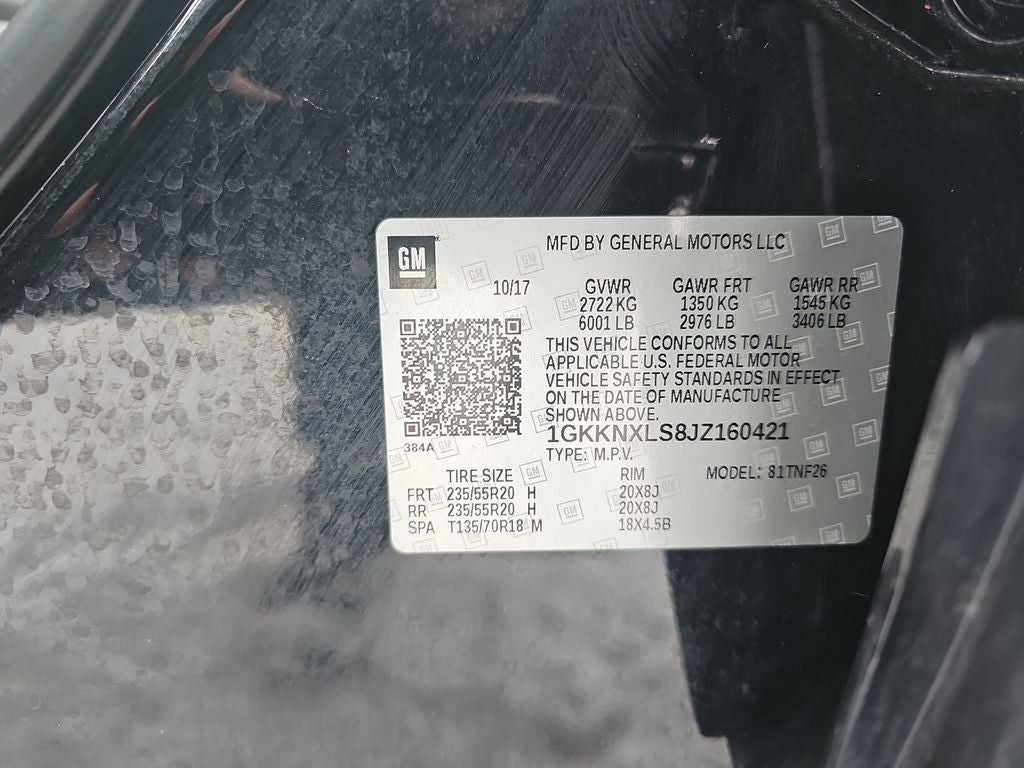 GM
MFD BY GENERAL MOTORS LLC
10/17 GVWR GAWR FRT GAWR RR
2722 KG 1350 KG 1545 KG
6001 LB 2976 LB 3406 LB
THIS VEHICLE CONFORMS TO ALL
APPLICABLE U.S. FEDERAL MOTOR
VEHICLE SAFETY STANDARDS IN EFFECT
ON THE DATE OF MANUFACTURE
SHOWN ABOVE.
1GKKNXLS8JZ160421
384A
TYPE: M.P.V.
TIRE SIZE RIM MODEL: 81TNF26
FRT 235/55R20 H 20X8J
RR 235/55R20 H 20X8J
SPA T135/70R18 M 18X4.5B